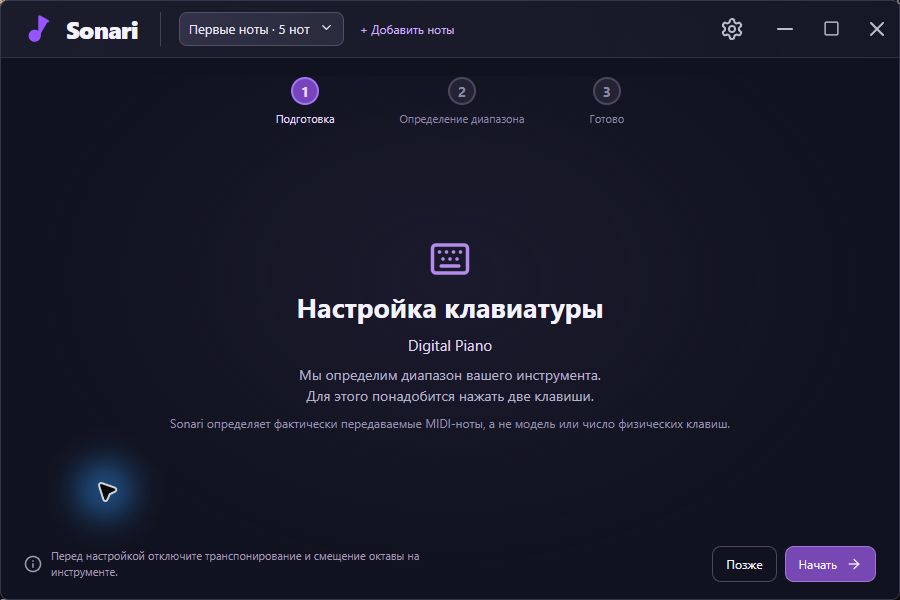 Sonari
Первые ноты · 5 нот
+ Добавить ноты
1
2
3
Подготовка
Определение диапазона
Готово
Настройка клавиатуры
Digital Piano
Мы определим диапазон вашего инструмента.
Для этого понадобится нажать две клавиши.
Sonari определяет фактически передаваемые MIDI-ноты, а не модель или число физических клавиш.
Перед настройкой отключите транспонирование и смещение октавы на
инструменте.
Позже
Начать